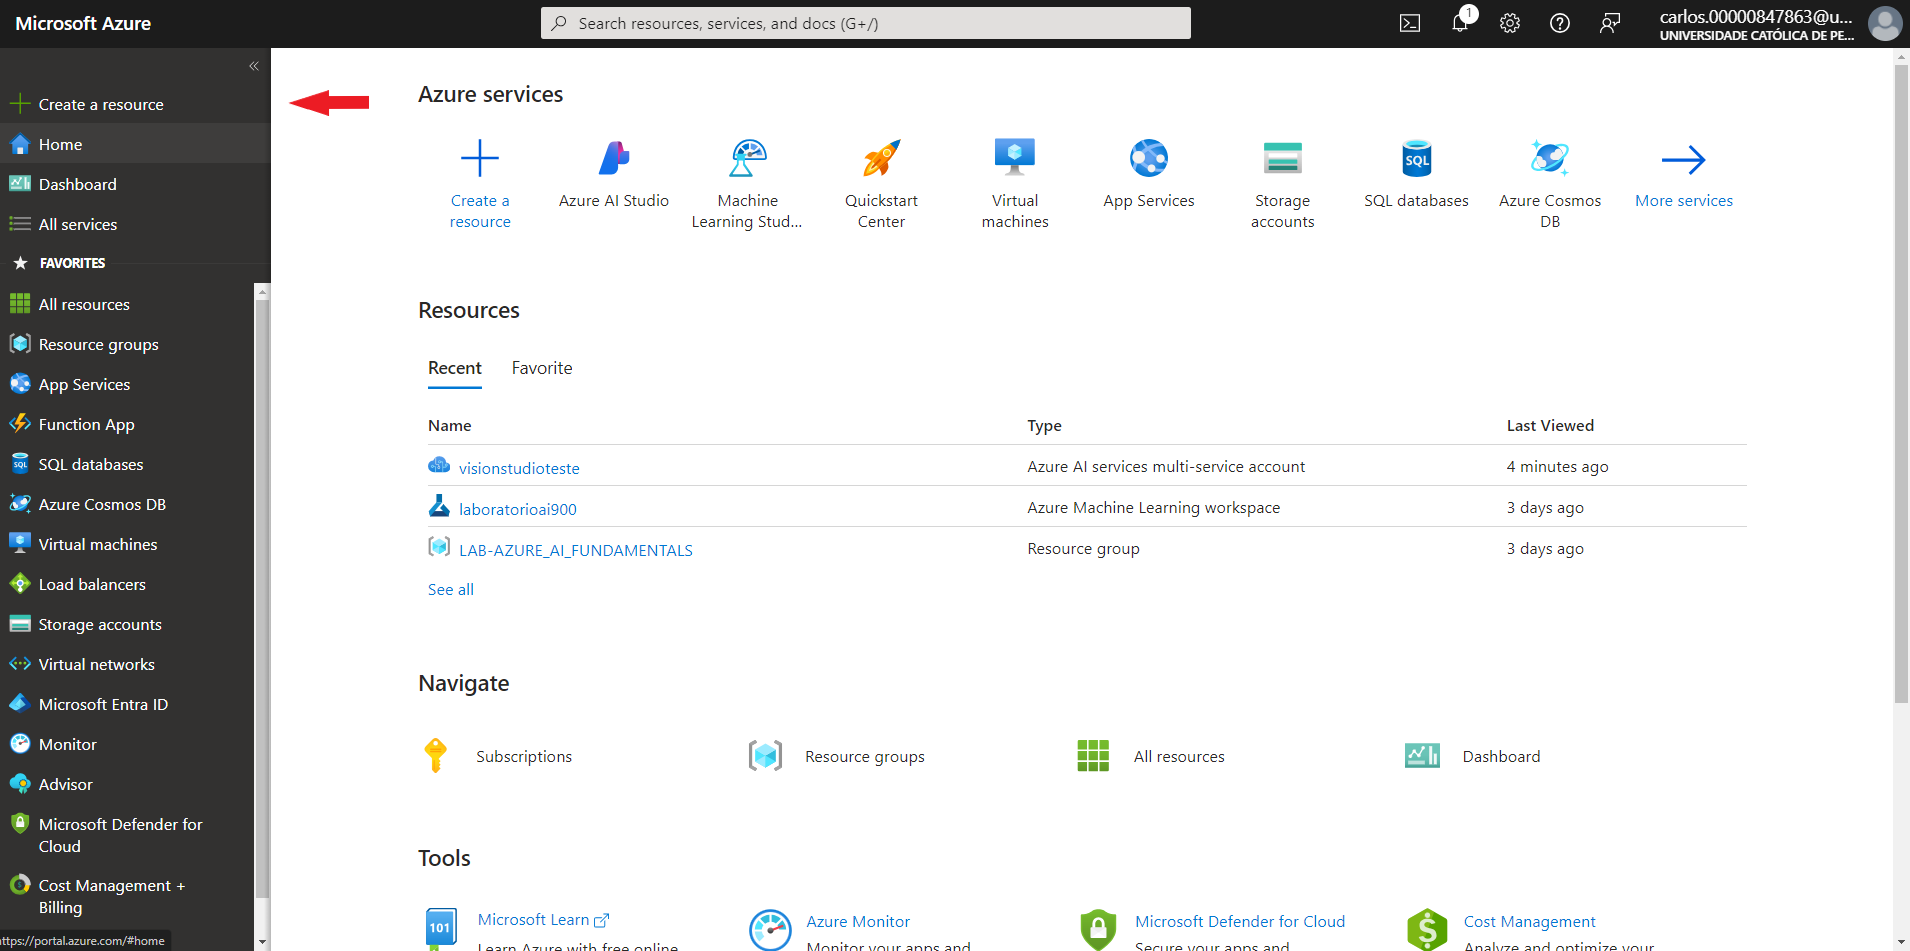 Microsoft Azure
Search resources, services, and docs (G+/)
1
carlos.00000847863@u...
UNIVERSIDADE CATÓLICA DE PE...
«
Create a resource
Home
Dashboard
All services
FAVORITES
All resources
Resource groups
App Services
Function App
SQL databases
Azure Cosmos DB
Virtual machines
Load balancers
Storage accounts
Virtual networks
Microsoft Entra ID
Monitor
Advisor
Microsoft Defender for
Cloud
Cost Management +
Billing
ttps://portal.azure.com/#home
Azure services
Create a
resource
Azure AI Studio
Machine
Learning Stud...
Quickstart
Center
Virtual
machines
App Services
Storage
accounts
SQL
SQL databases
Azure Cosmos
DB
More services
Resources
Recent
Favorite
Name
Type
Last Viewed
visionstudioteste
Azure AI services multi-service account
4 minutes ago
laboratorioai900
Azure Machine Learning workspace
3 days ago
LAB-AZURE_AI_FUNDAMENTALS
Resource group
3 days ago
See all
Navigate
Subscriptions
Resource groups
All resources
Dashboard
Tools
101
Microsoft Learn
Learn Azure with free online
Azure Monitor
Monitor your apps and
Microsoft Defender for Cloud
Secure your apps and
Cost Management
Analyze and optimize your